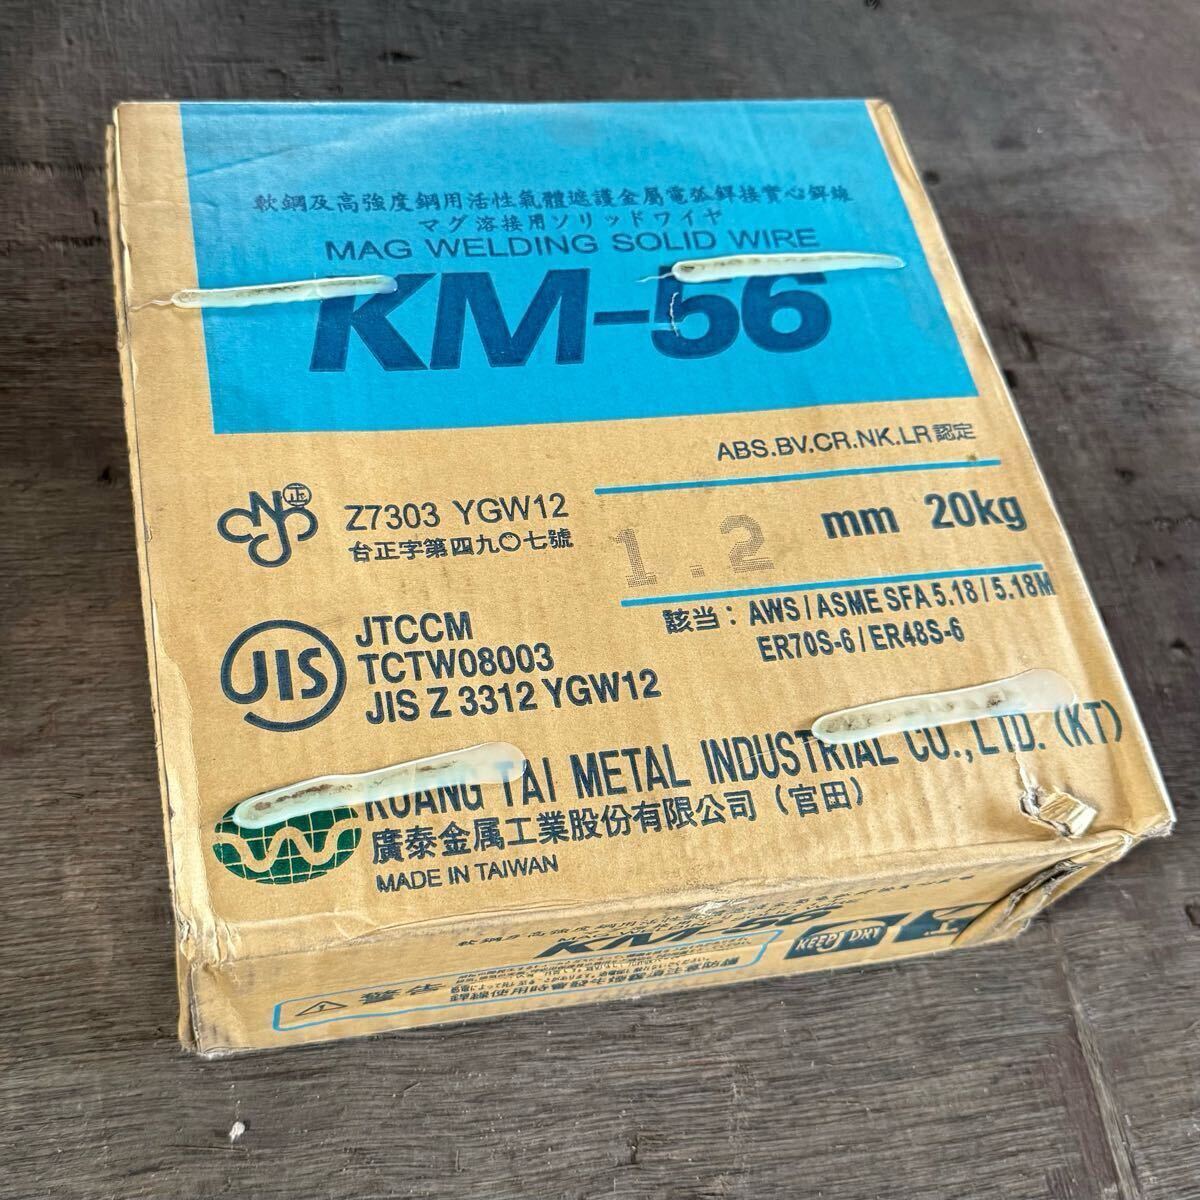 軟鋼及高強度鋼用活性氣體遮護金屬電弧銲接實心銲線
マグ溶接用ソリッドワイヤ
MAG WELDING SOLID WIRE
KM-56
ABS.BV.CR.NK.LR認定
正
Z7303 YGW12
台正字第四九〇七號
1.2 mm 20kg
該当：AWS/ASME SFA 5.18/5.18M
ER70S-6/ER48S-6
JIS
JTCCM
TCTW08003
JIS Z 3312 YGW12
KUANG TAI METAL INDUSTRIAL CO., LTD. (KT)
廣泰金属工業股份有限公司（官田）
MADE IN TAIWAN
KM-56
KEEP DRY
警告